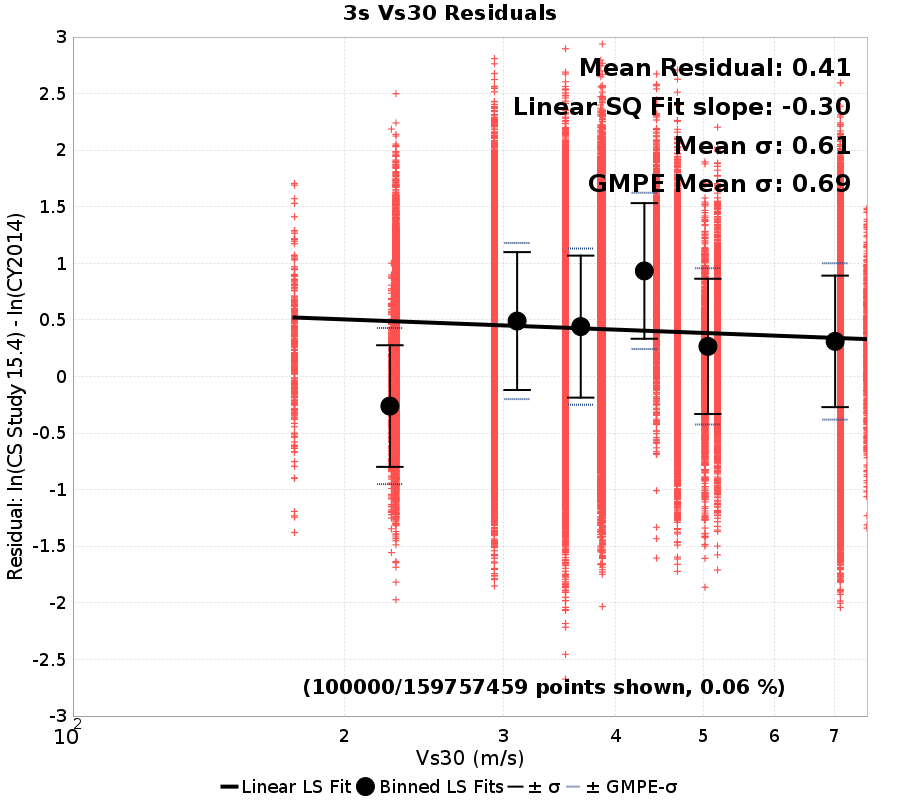 3s Vs30 Residuals
Mean Residual: 0.41
Linear SQ Fit slope: -0.30
Mean σ: 0.61
GMPE Mean σ: 0.69
Residual: ln(CS Study 15.4) - ln(CY2014)
3
2.5
2
1.5
1
0.5
0
-0.5
-1
-1.5
-2
-2.5
-3
(100000/159757459 points shown, 0.06 %)
10^2 2 3 4 5 6 7
Vs30 (m/s)
Linear LS Fit Binned LS Fits ± σ ± GMPE-σ